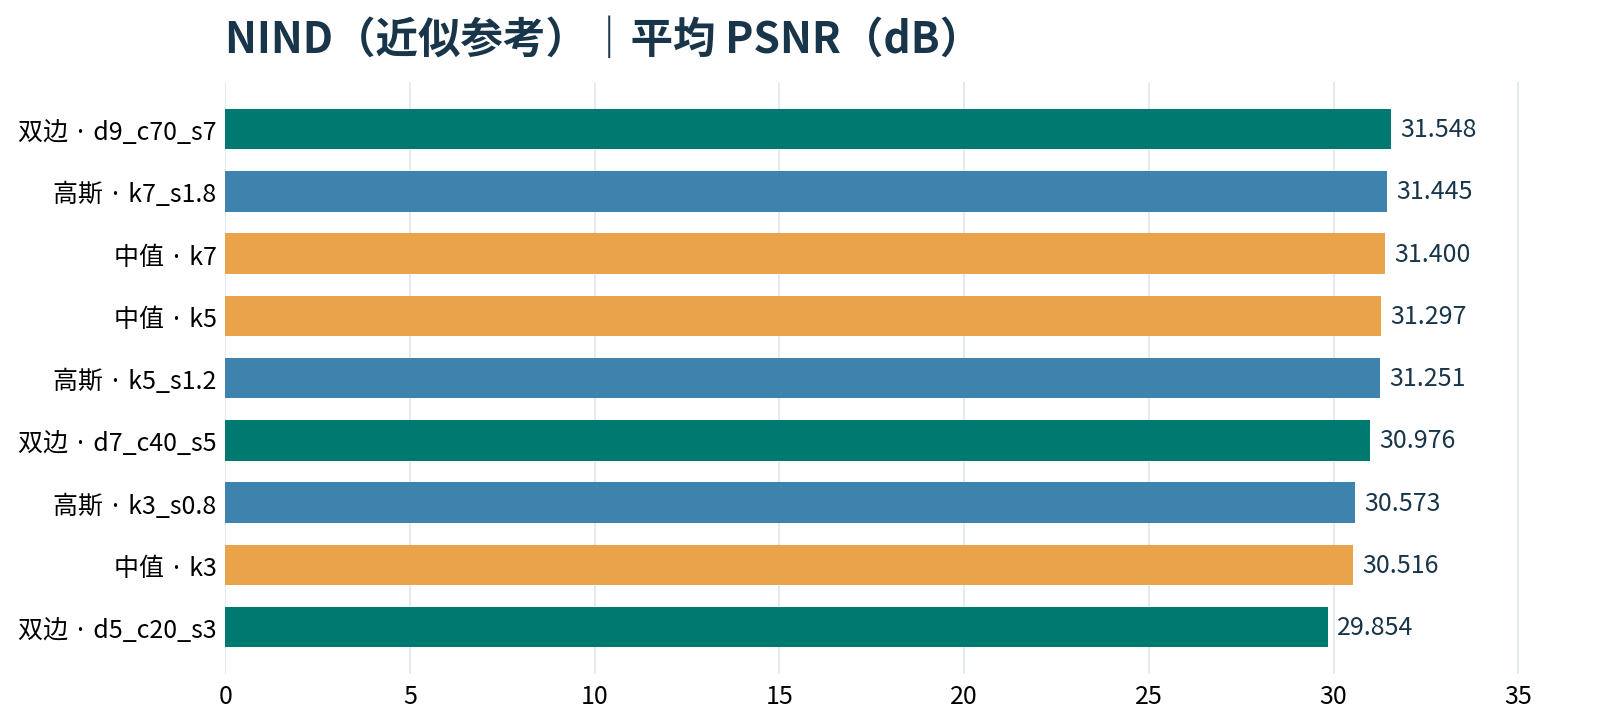 NIND（近似参考）｜平均 PSNR（dB）
双边 · d9_c70_s7 31.548
高斯 · k7_s1.8 31.445
中值 · k7 31.400
中值 · k5 31.297
高斯 · k5_s1.2 31.251
双边 · d7_c40_s5 30.976
高斯 · k3_s0.8 30.573
中值 · k3 30.516
双边 · d5_c20_s3 29.854
0 5 10 15 20 25 30 35